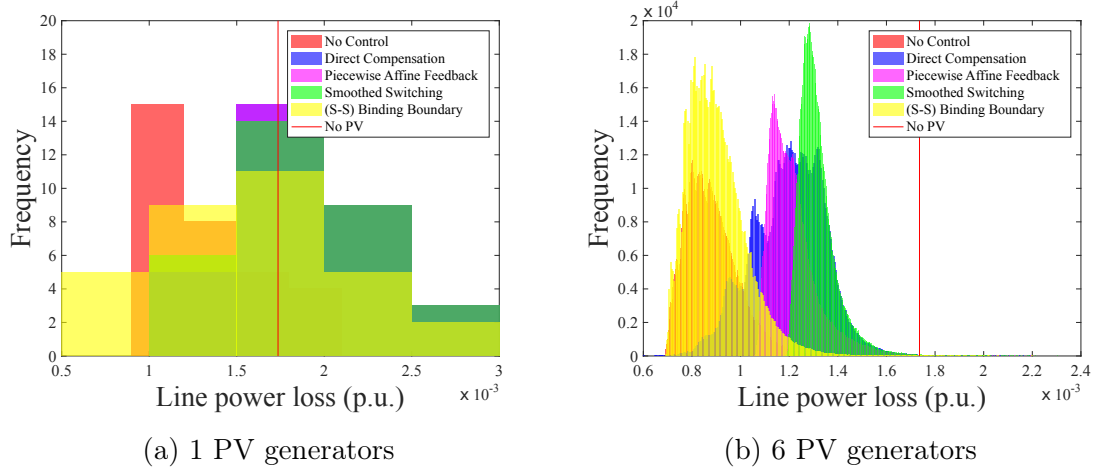 20
18
16
14
12
10
8
6
4
2
0
Frequency
No Control
Direct Compensation
Piecewise Affine Feedback
Smoothed Switching
(S-S) Binding Boundary
No PV
0.5
1
1.5
2
2.5
3
Line power loss (p.u.)
× 10⁻³
(a) 1 PV generators
× 10⁴
2
1.8
1.6
1.4
1.2
1
0.8
0.6
0.4
0.2
0
Frequency
No Control
Direct Compensation
Piecewise Affine Feedback
Smoothed Switching
(S-S) Binding Boundary
No PV
0.6
0.8
1
1.2
1.4
1.6
1.8
2
2.2
2.4
Line power loss (p.u.)
× 10⁻³
(b) 6 PV generators